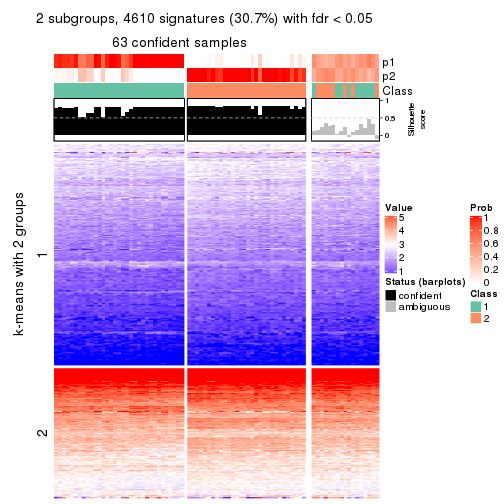 2 subgroups, 4610 signatures (30.7%) with fdr < 0.05
63 confident samples
p1
p2
Class
1
0.5
0
Silhouette
score
k-means with 2 groups
1
2
Value
5
4
3
2
1
Status (barplots)
confident
ambiguous
Prob
1
0.8
0.6
0.4
0.2
0
Class
1
2